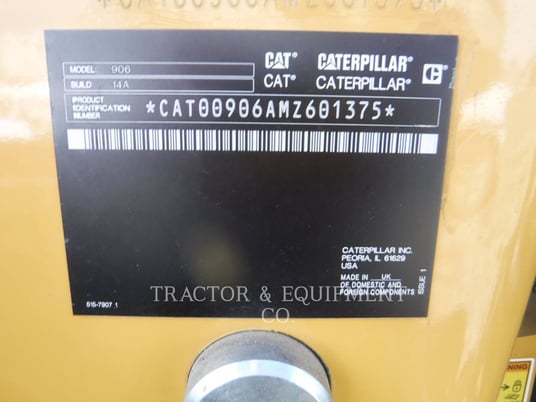 *CAT00906AMZ601375*
CAT CATERPILLAR
MODEL 906
BUILD 14A
CAT® CATERPILLAR® C
PRODUCT IDENTIFICATION NUMBER
*CAT00906AMZ601375*
CATERPILLAR INC.
PEORIA, IL 61629
USA
MADE IN UK
OF DOMESTIC AND
FOREIGN COMPONENTS
ISSUE 1
515-7907 1
TRACTOR & EQUIPMENT
CO.